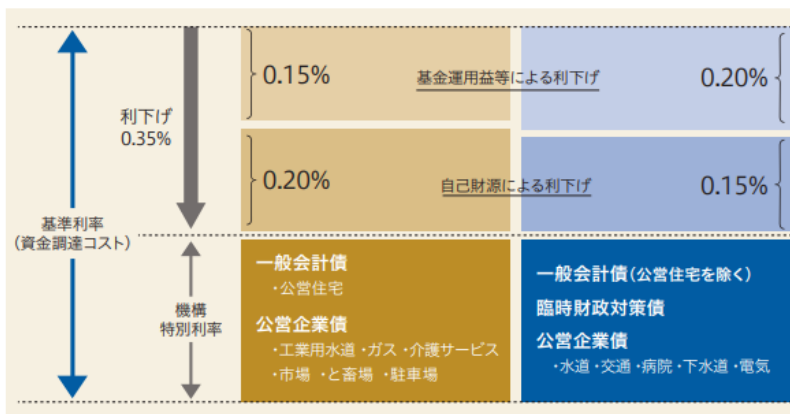 0.15%
基金運用益等による利下げ
0.20%
利下げ
0.35%
0.20%
自己財源による利下げ
0.15%
基準利率
(資金調達コスト)
機構
特別利率
一般会計債
・公営住宅
公営企業債
・工業用水道・ガス・介護サービス
・市場 ・と畜場 ・駐車場
一般会計債(公営住宅を除く)
臨時財政対策債
公営企業債
・水道・交通・病院・下水道・電気